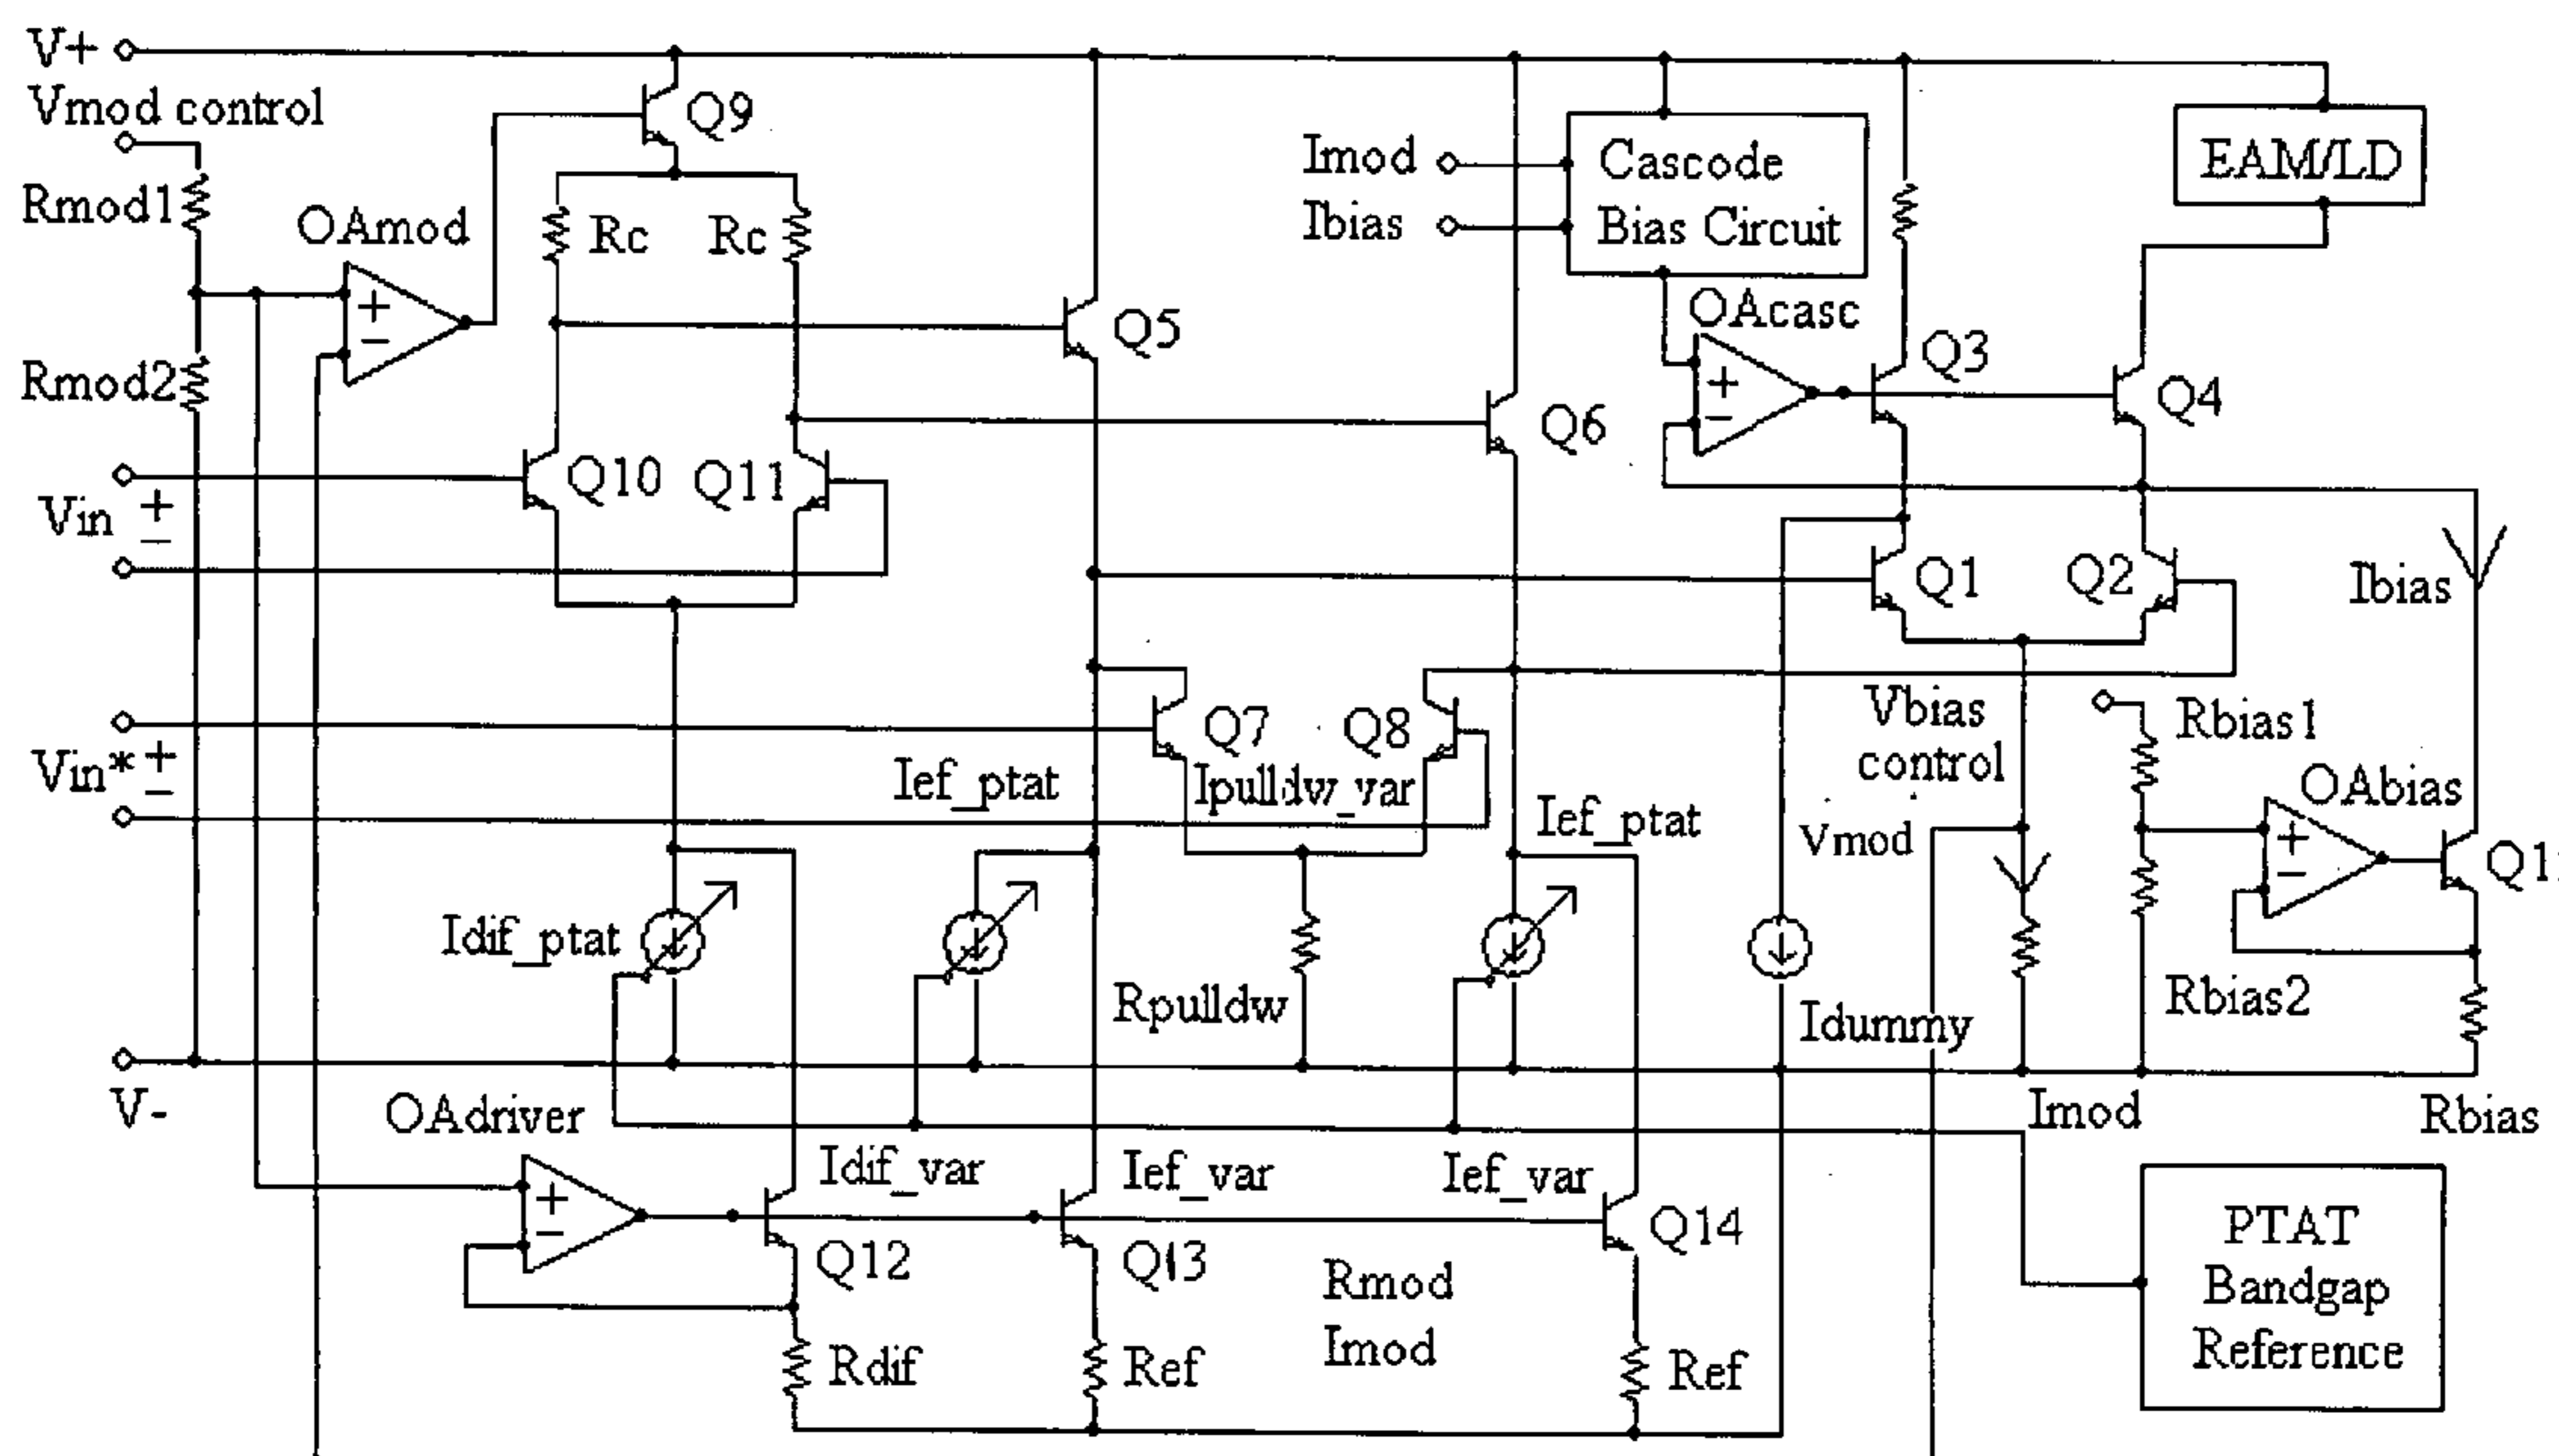 V+
Vmod control
Rmod1
Rmod2
OAmod
+
−
Q9
Rc
Rc
Q10
Q11
Vin
+
−
Vin*
+
−
V-
Q5
Q6
Imod
Ibias
Cascode
Bias Circuit
OAcasc
+
−
EAM/LD
Q3
Q4
Q1
Q2
Ibias
Q7
Q8
Ief_ptat
Ipulldw_var
Ief_ptat
Vbias
control
Vmod
Rbias1
OAbias
+
−
Idif_ptat
Rpulldw
Idummy
Rbias2
Imod
Rbias
OAdriver
+
−
Idif_var
Ief_var
Ief_var
Q12
Q13
Q14
Rmod
Imod
Rdif
Ref
Ref
PTAT
Bandgap
Reference